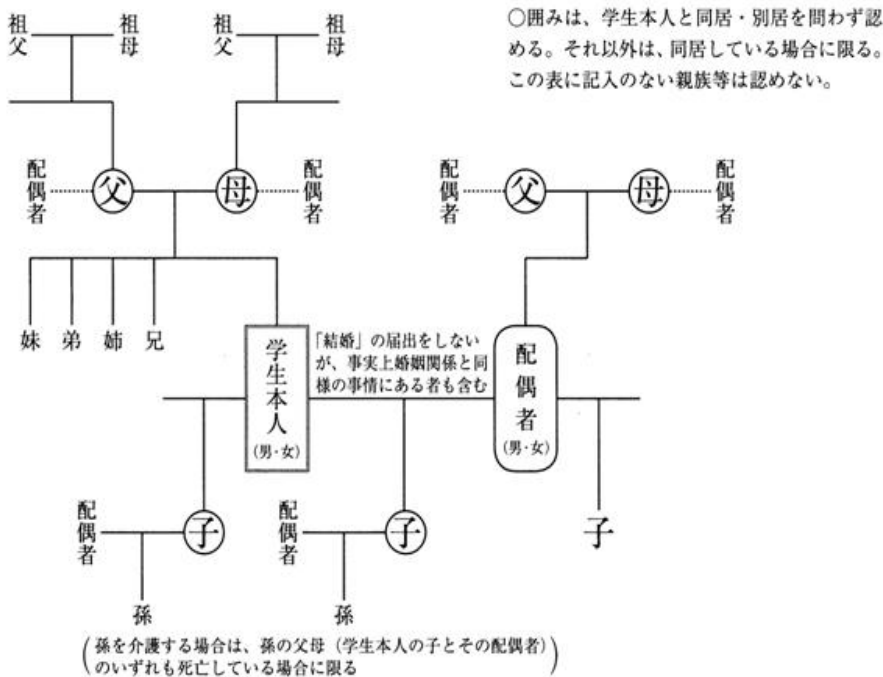 祖父
祖母
祖父
祖母
○囲みは、学生本人と同居・別居を問わず認
める。それ以外は、同居している場合に限る。
この表に記入のない親族等は認めない。
配偶者
父
母
配偶者
配偶者
父
母
配偶者
妹
弟
姉
兄
学生本人
(男・女)
「結婚」の届出をしない
が、事実上婚姻関係と同
様の事情にある者も含む
配偶者
(男・女)
配偶者
子
配偶者
子
子
孫
孫
(孫を介護する場合は、孫の父母(学生本人の子とその配偶者)
のいずれも死亡している場合に限る)